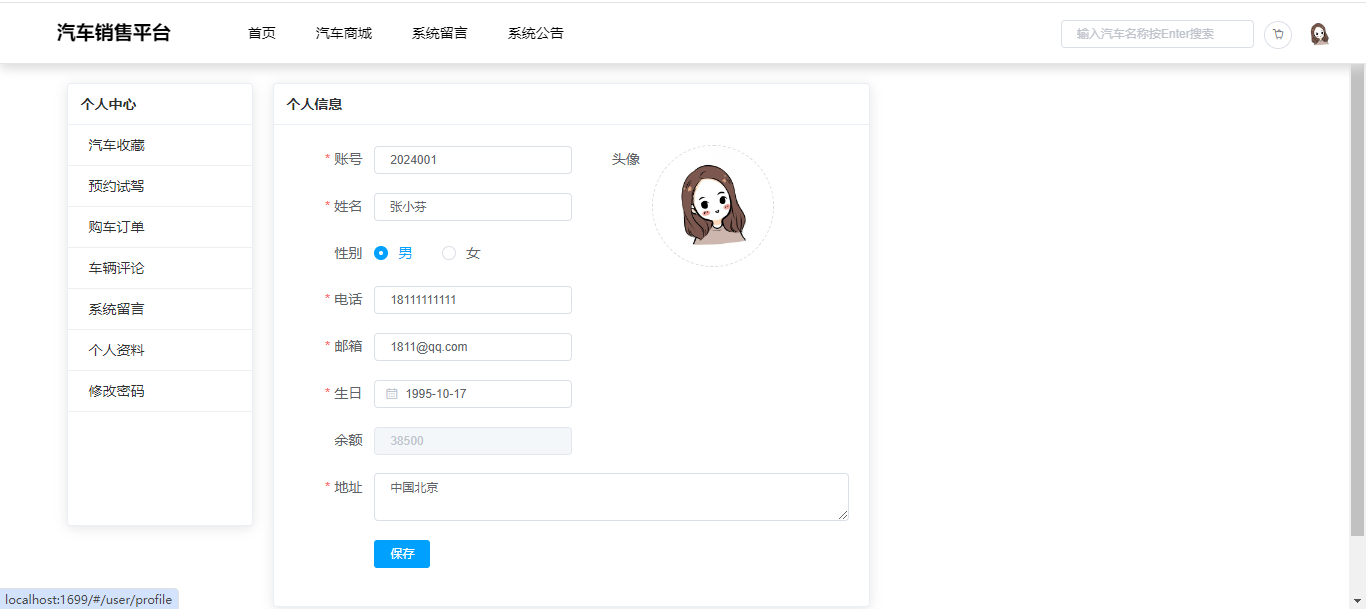 汽车销售平台
首页 汽车商城 系统留言 系统公告
输入汽车名称按Enter搜索
个人中心
汽车收藏
预约试驾
购车订单
车辆评论
系统留言
个人资料
修改密码
个人信息
* 账号 2024001
头像
* 姓名 张小芬
性别 男 女
* 电话 18111111111
* 邮箱 1811@qq.com
* 生日 1995-10-17
余额 38500
* 地址 中国北京
保存
localhost:1699/#/user/profile